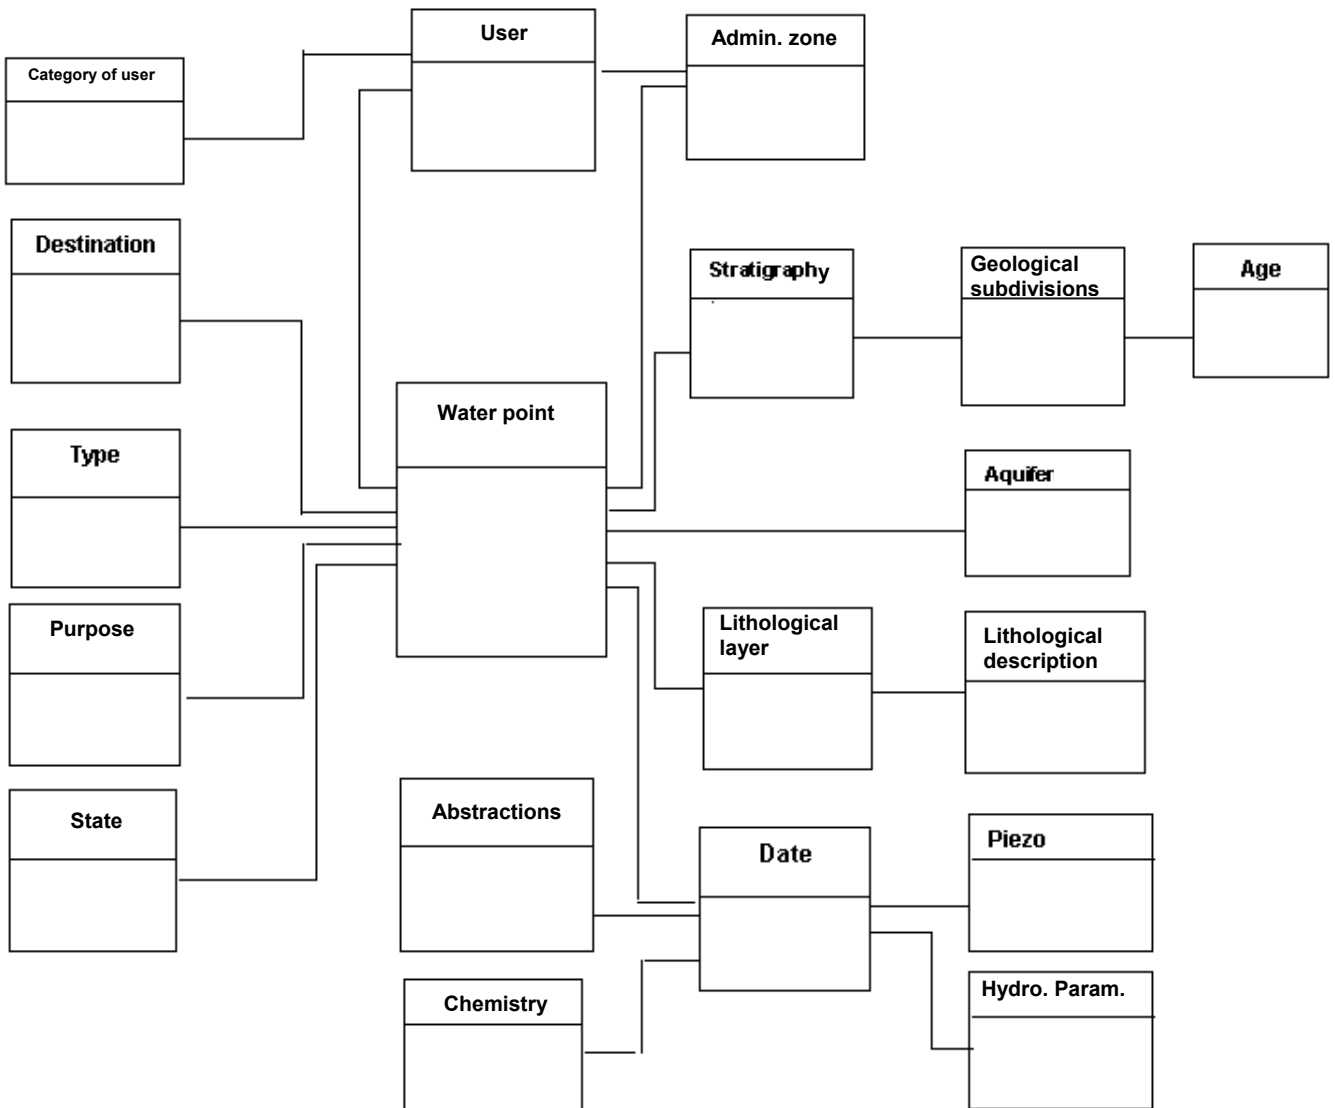 User
Admin. zone
Category of user
Destination
Stratigraphy
Geological
subdivisions
Age
Water point
Type
Aquifer
Purpose
Lithological
layer
Lithological
description
State
Abstractions
Date
Piezo
Chemistry
Hydro. Param.